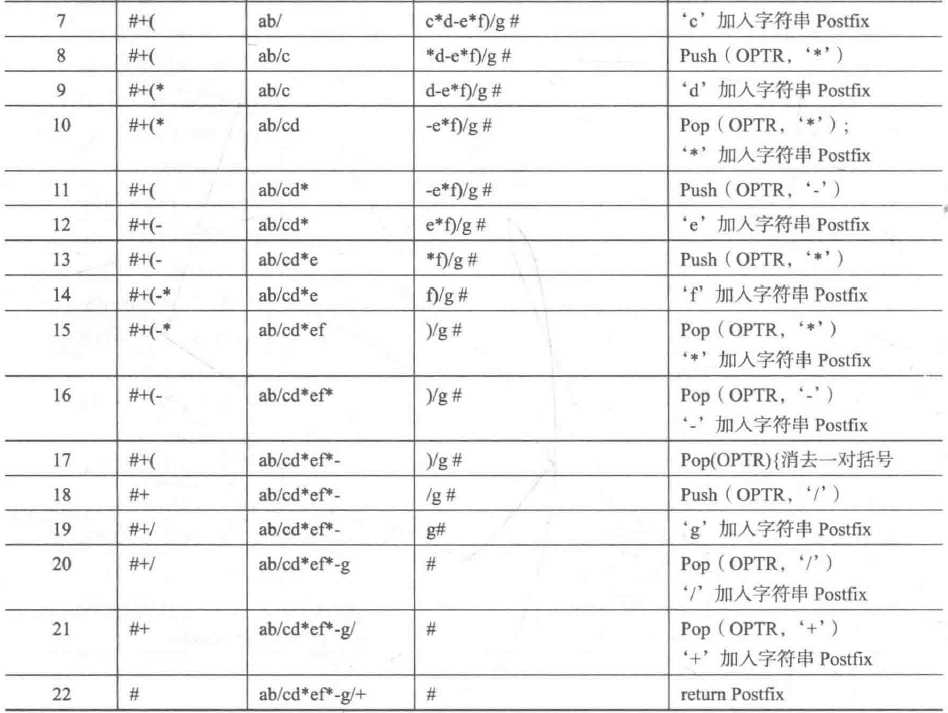 7 #+( ab/ c*d-e*f)/g # ‘c’加入字符串 Postfix
8 #+( ab/c *d-e*f)/g # Push（OPTR，‘*’）
9 #+(* ab/c d-e*f)/g # ‘d’加入字符串 Postfix
10 #+(* ab/cd -e*f)/g # Pop（OPTR，‘*’）;
‘*’加入字符串 Postfix
11 #+( ab/cd* -e*f)/g # Push（OPTR，‘-’）
12 #+(- ab/cd* e*f)/g # ‘e’加入字符串 Postfix
13 #+(- ab/cd*e *f)/g # Push（OPTR，‘*’）
14 #+(-* ab/cd*e f)/g # ‘f’加入字符串 Postfix
15 #+(-* ab/cd*ef )/g # Pop（OPTR，‘*’）
‘*’加入字符串 Postfix
16 #+(- ab/cd*ef* )/g # Pop（OPTR，‘-’）
‘-’加入字符串 Postfix
17 #+( ab/cd*ef*- )/g # Pop(OPTR){消去一对括号
18 #+ ab/cd*ef*- /g # Push（OPTR，‘/’）
19 #+/ ab/cd*ef*- g# ‘g’加入字符串 Postfix
20 #+/ ab/cd*ef*-g # Pop（OPTR，‘/’）
‘/’加入字符串 Postfix
21 #+ ab/cd*ef*-g/ # Pop（OPTR，‘+’）
‘+’加入字符串 Postfix
22 # ab/cd*ef*-g/+ # return Postfix